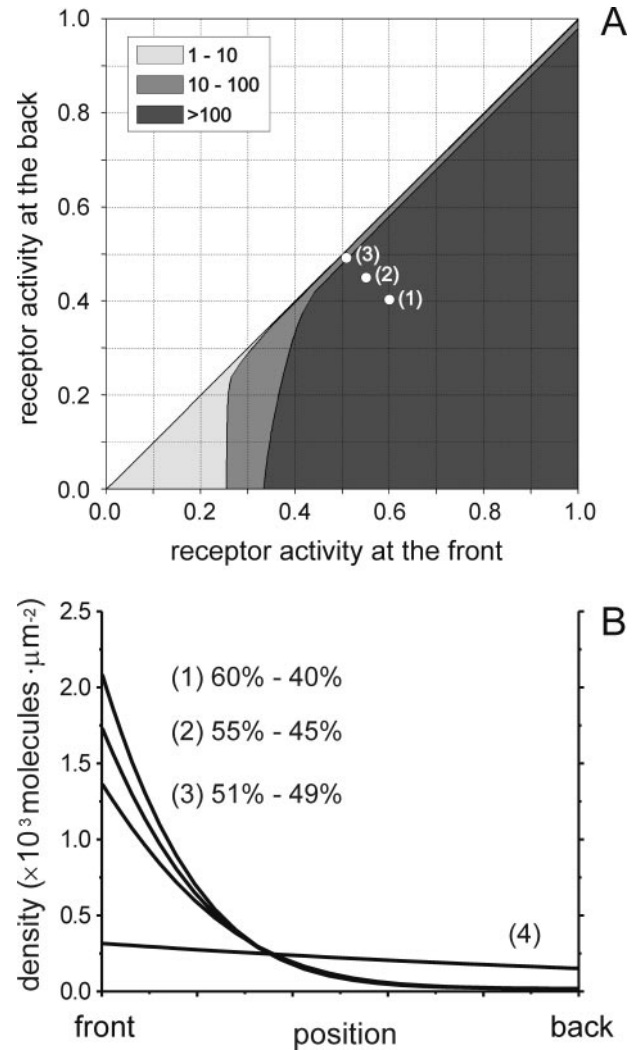 A
1.0
0.8
0.6
0.4
0.2
0.0
receptor activity at the back
1 - 10
10 - 100
>100
(3)
(2)
(1)
0.0 0.2 0.4 0.6 0.8 1.0
receptor activity at the front
B
2.5
2.0
1.5
1.0
0.5
0.0
density (×10³ molecules ·μm⁻²)
(1) 60% - 40%
(2) 55% - 45%
(3) 51% - 49%
(4)
front position back